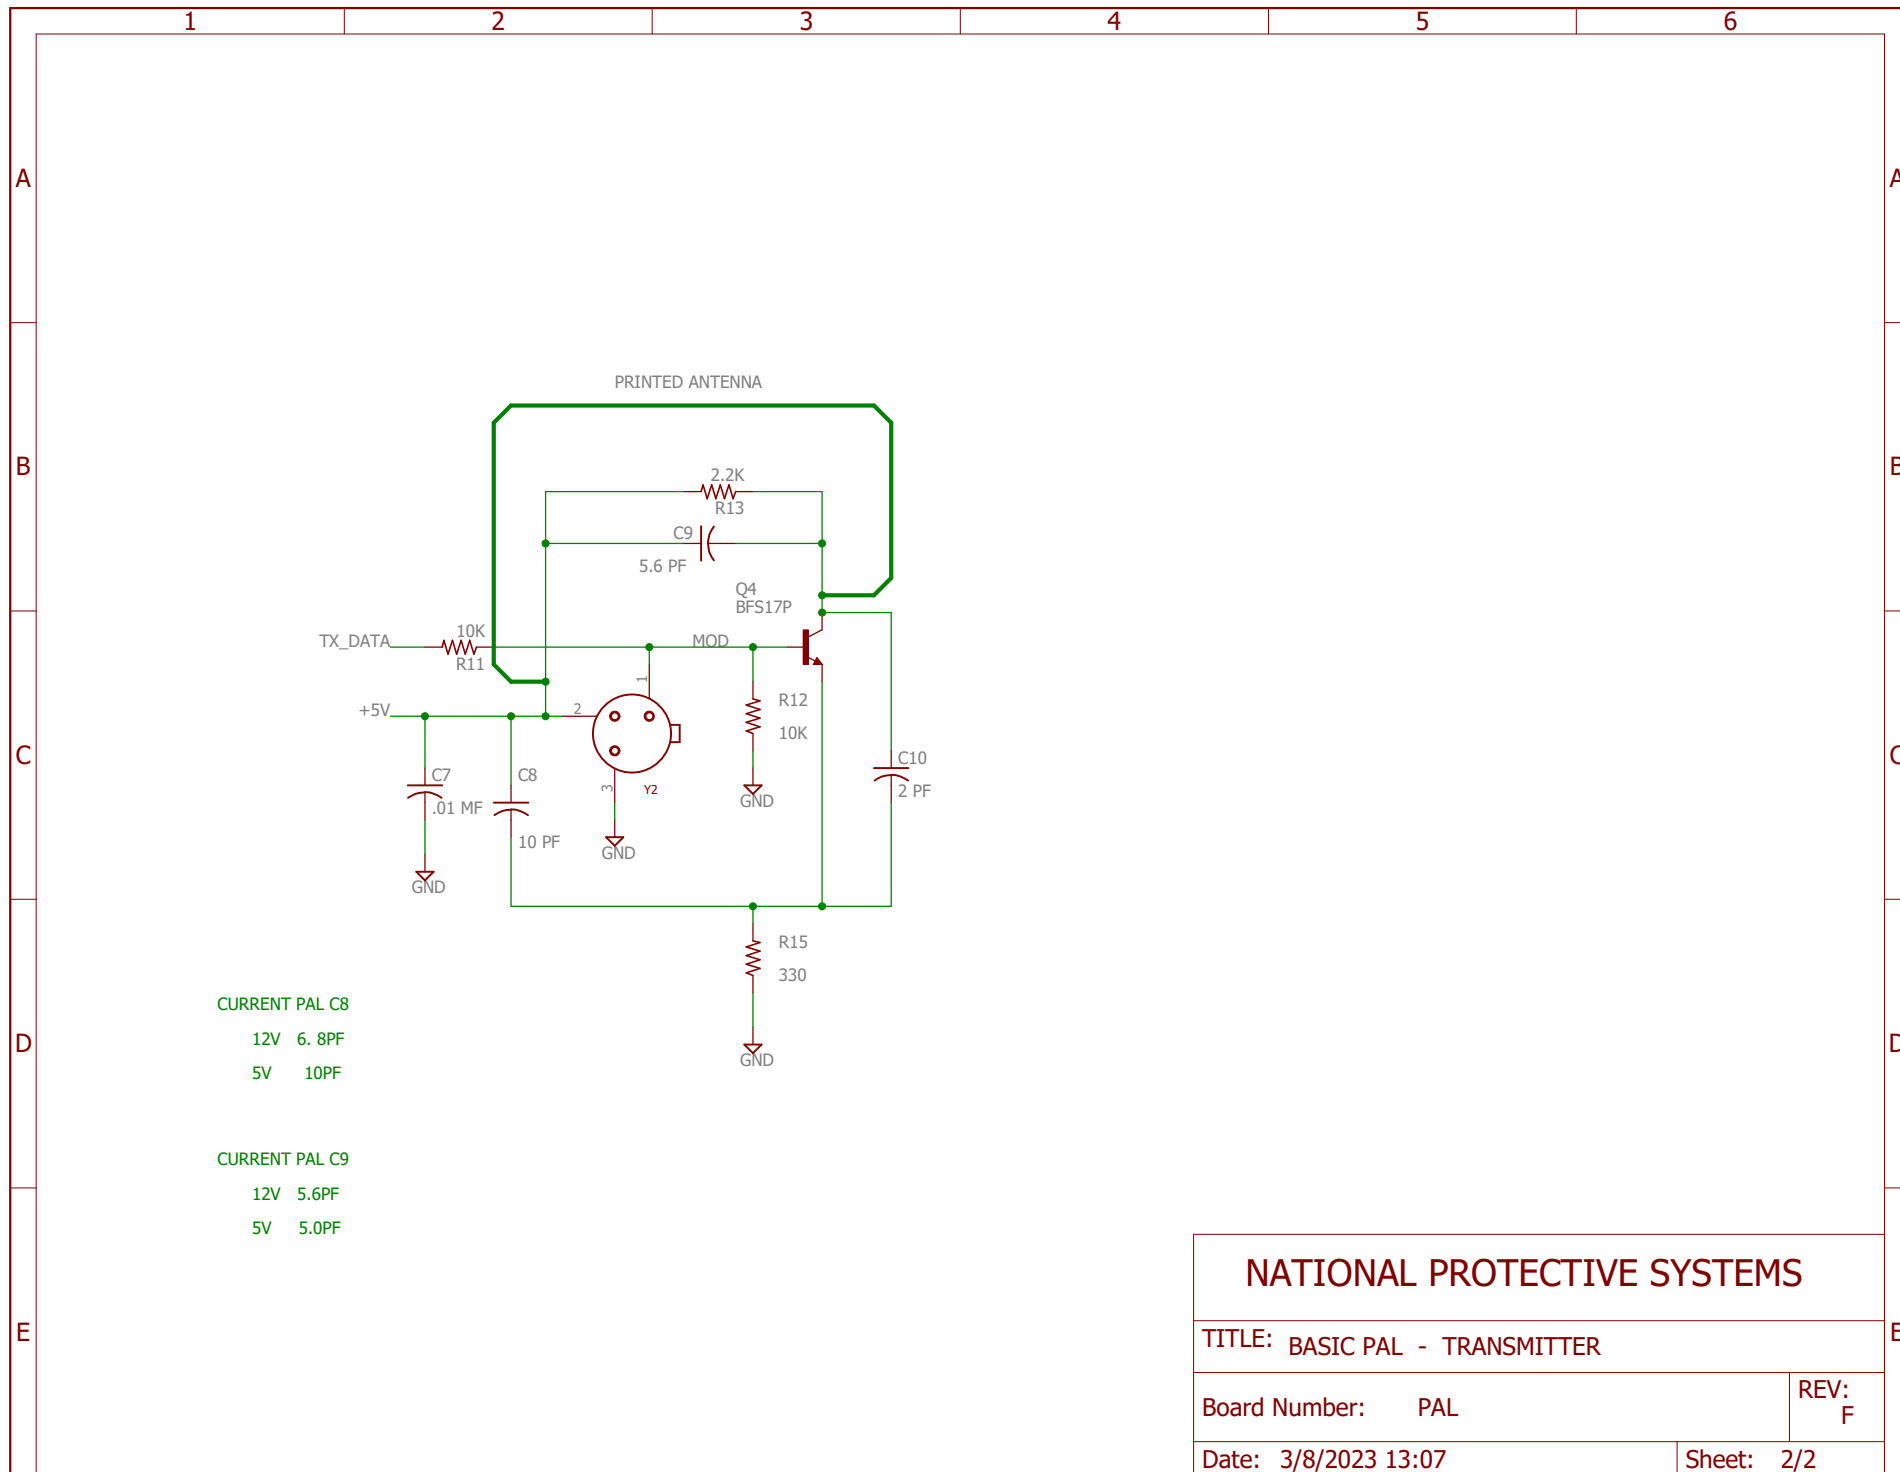 1 2 3 4 5 6
A A
PRINTED ANTENNA
B B
2.2K
R13
C9
5.6 PF
Q4
BFS17P
TX_DATA
10K
R11
MOD
1
+5V
2
R12
10K
C C
C7
.01 MF
C8
10 PF
3
Y2
GND
GND
GND
C10
2 PF
R15
330
GND
CURRENT PAL C8
12V 6. 8PF
5V 10PF
D D
CURRENT PAL C9
12V 5.6PF
5V 5.0PF
E E
NATIONAL PROTECTIVE SYSTEMS
TITLE: BASIC PAL - TRANSMITTER
Board Number: PAL
REV:
F
Date: 3/8/2023 13:07
Sheet: 2/2